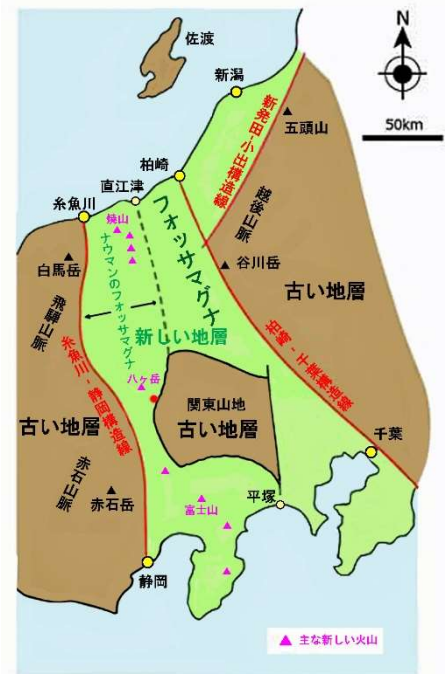 佐渡
新潟
N
50km
新発田-小出構造線
五頭山
柏崎
直江津
糸魚川
焼山
フォッサマグナ
ナウマンのフォッサマグナ
越後山脈
谷川岳
白馬岳
飛騨山脈
古い地層
新しい地層
柏崎-千葉構造線
糸魚川-静岡構造線
八ヶ岳
関東山地
古い地層
古い地層
千葉
赤石山脈
赤石岳
富士山
平塚
静岡
主な新しい火山